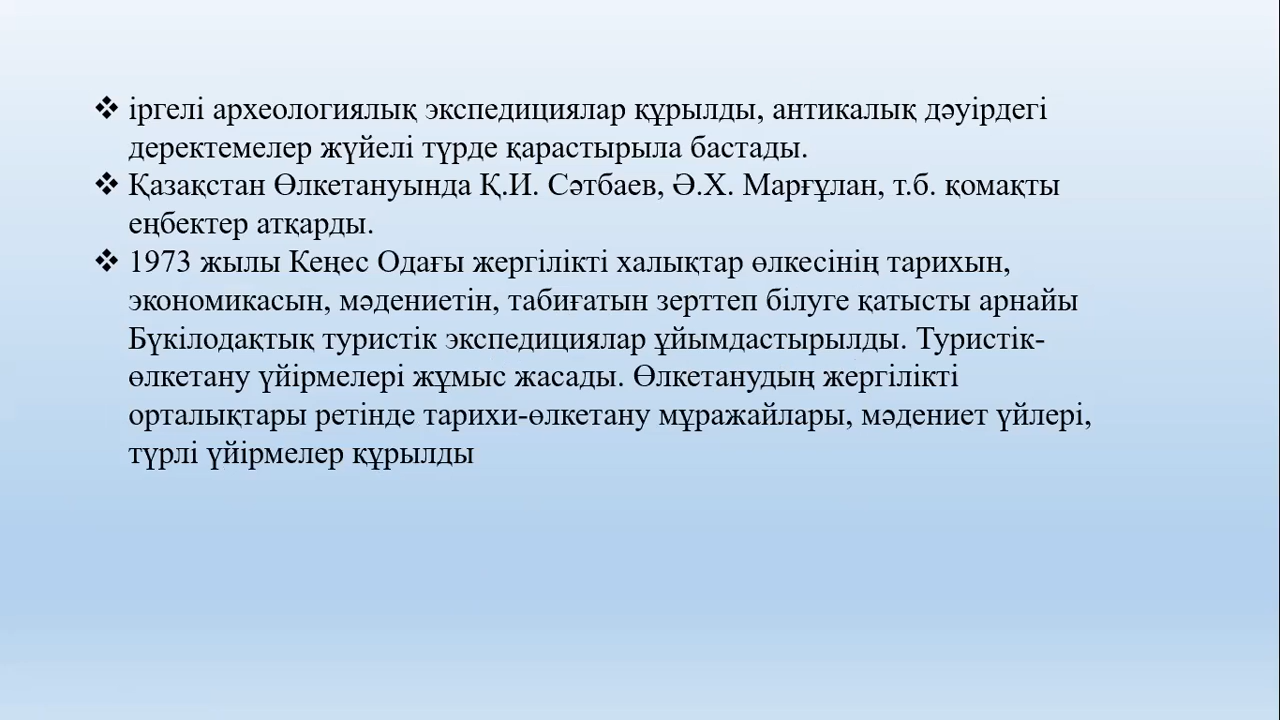 ❖ іргелі археологиялық экспедициялар құрылды, антикалық дәуірдегі
деректемелер жүйелі түрде қарастырыла бастады.
❖ Қазақстан Өлкетануында Қ.И. Сәтбаев, Ә.Х. Марғұлан, т.б. қомақты
еңбектер атқарды.
❖ 1973 жылы Кеңес Одағы жергілікті халықтар өлкесінің тарихын,
экономикасын, мәдениетін, табиғатын зерттеп білуге қатысты арнайы
Бүкілодақтық туристік экспедициялар ұйымдастырылды. Туристік-
өлкетану үйірмелері жұмыс жасады. Өлкетанудың жергілікті
орталықтары ретінде тарихи-өлкетану мұражайлары, мәдениет үйлері,
түрлі үйірмелер құрылды